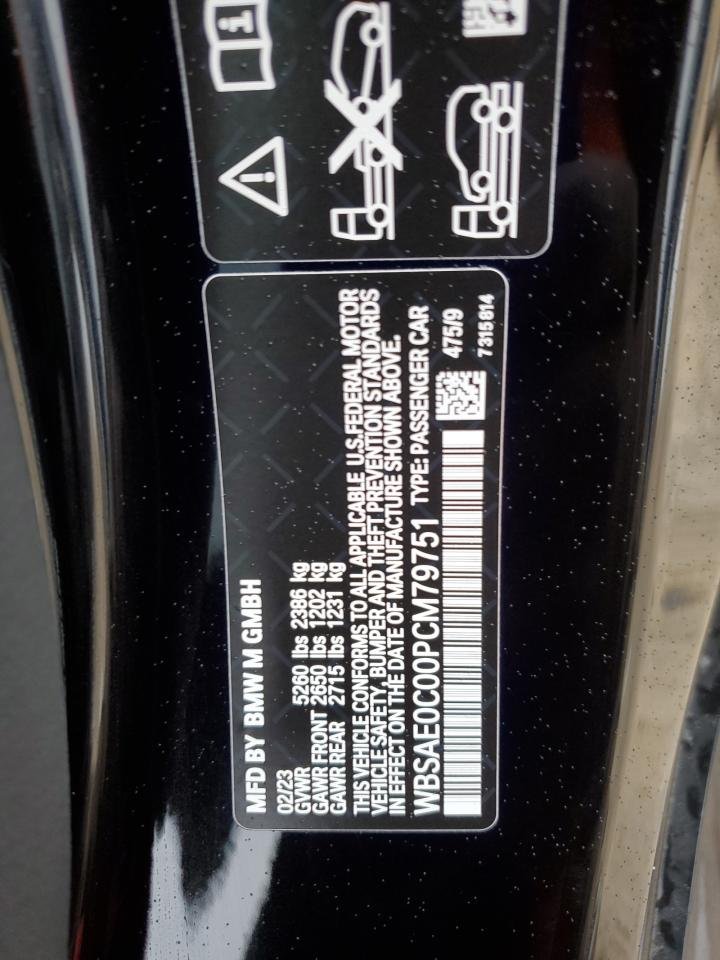 MFD BY BMW M GMBH
02/23
GVWR 5260 lbs 2386 kg
GAWR FRONT 2650 lbs 1202 kg
GAWR REAR 2715 lbs 1231 kg
THIS VEHICLE CONFORMS TO ALL APPLICABLE U.S.FEDERAL MOTOR
VEHICLE SAFETY, BUMPER AND THEFT PREVENTION STANDARDS
IN EFFECT ON THE DATE OF MANUFACTURE SHOWN ABOVE.
WBSAE0C00PCM79751 TYPE: PASSENGER CAR
475/9
7315814